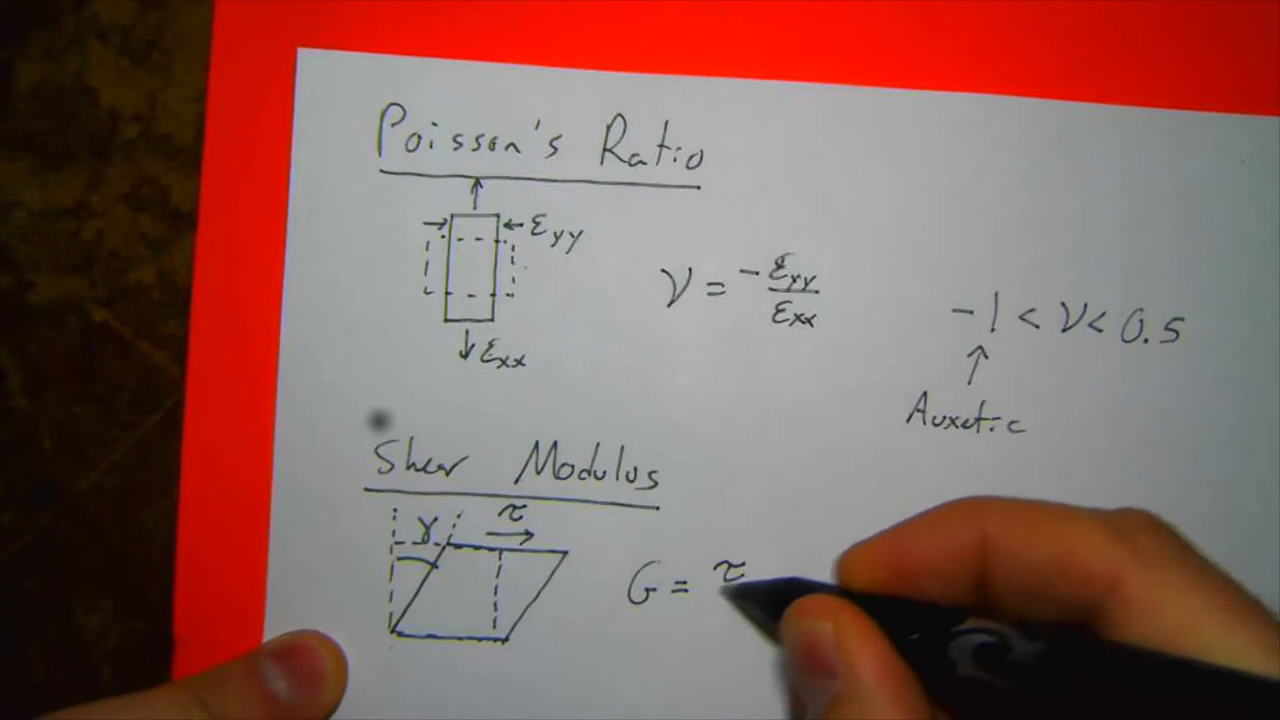 Poisson's Ratio
εyy
ν = -εyy/εxx
-1 < ν < 0.5
εxx
Auxetic
Shear Modulus
γ τ
G = τ